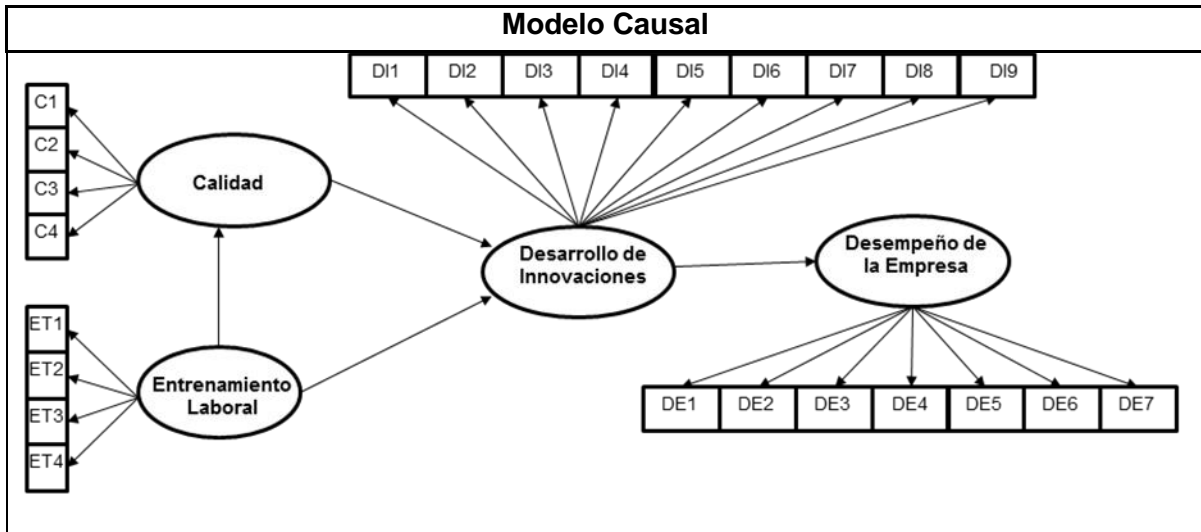 Modelo Causal
DI1 DI2 DI3 DI4 DI5 DI6 DI7 DI8 DI9
C1
C2
C3
C4
Calidad
Desarrollo de
Innovaciones
Desempeño de
la Empresa
ET1
ET2
ET3
ET4
Entrenamiento
Laboral
DE1 DE2 DE3 DE4 DE5 DE6 DE7